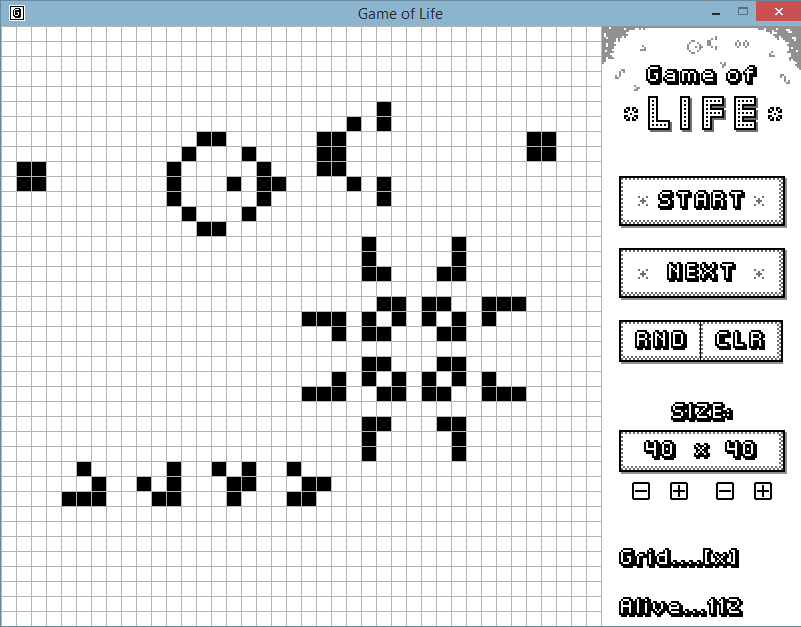 G
Game of Life
Game of
LIFE
START
NEXT
RND CLR
SIZE:
40 x 40
Grid....[x]
Alive...112